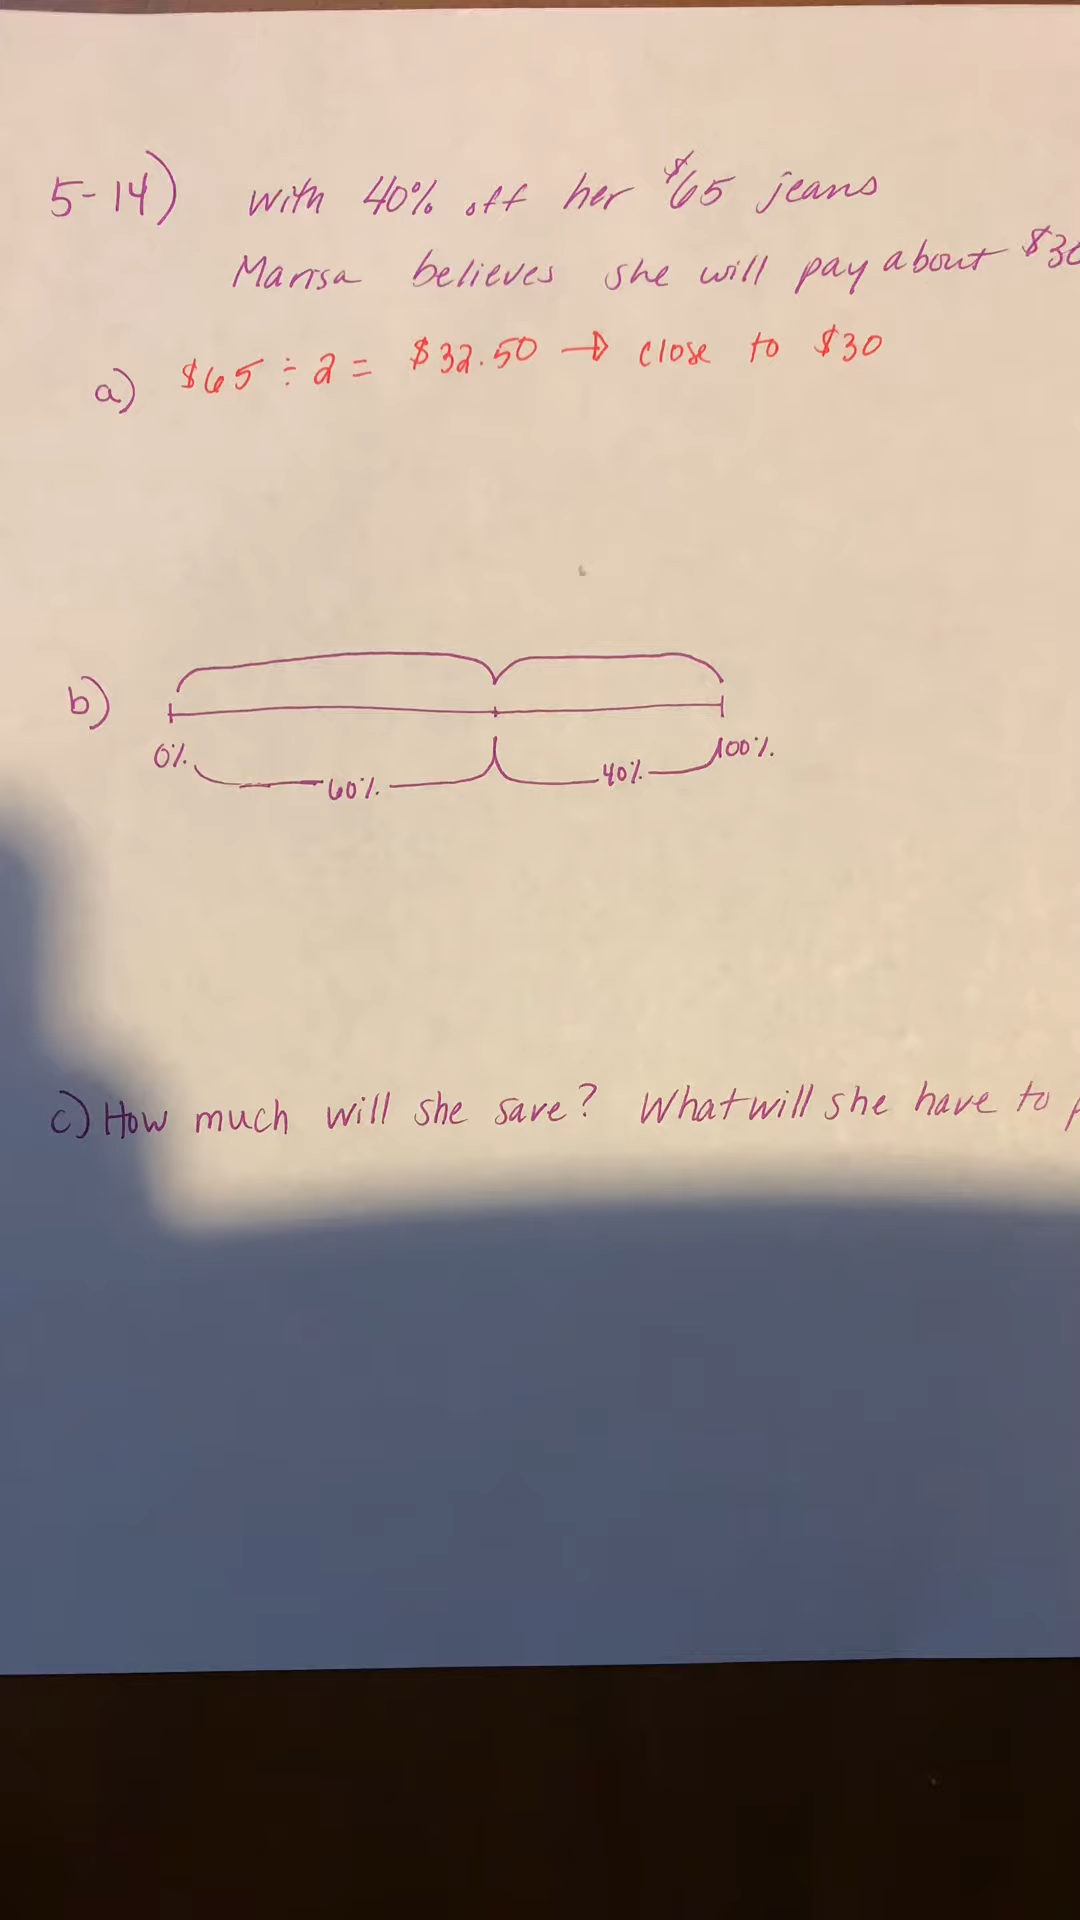 5-14) With 40% off her $65 jeans
Marisa believes she will pay about $30
a) $65 ÷ 2 = $32.50 → close to $30
b)
0% 100%
60% 40%
c) How much will she save? What will she have to